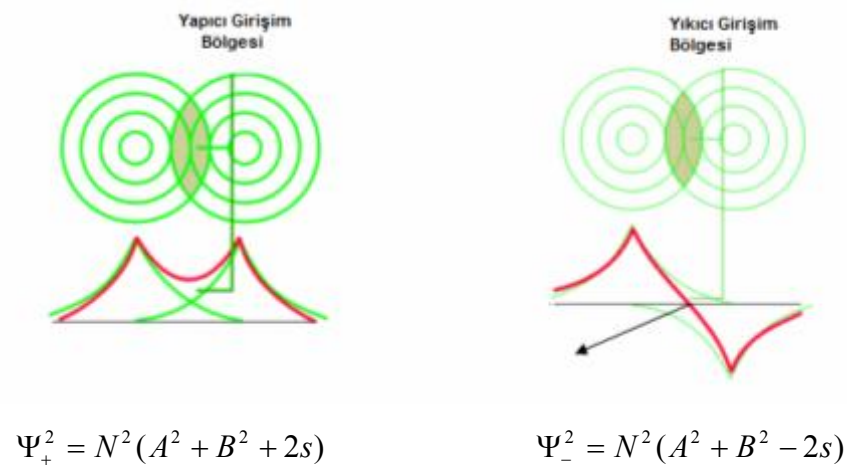 Yapıcı Girişim
Bölgesi
Yıkıcı Girişim
Bölgesi
Ψ₊² = N²(A² + B² + 2s)
Ψ₋² = N²(A² + B² − 2s)